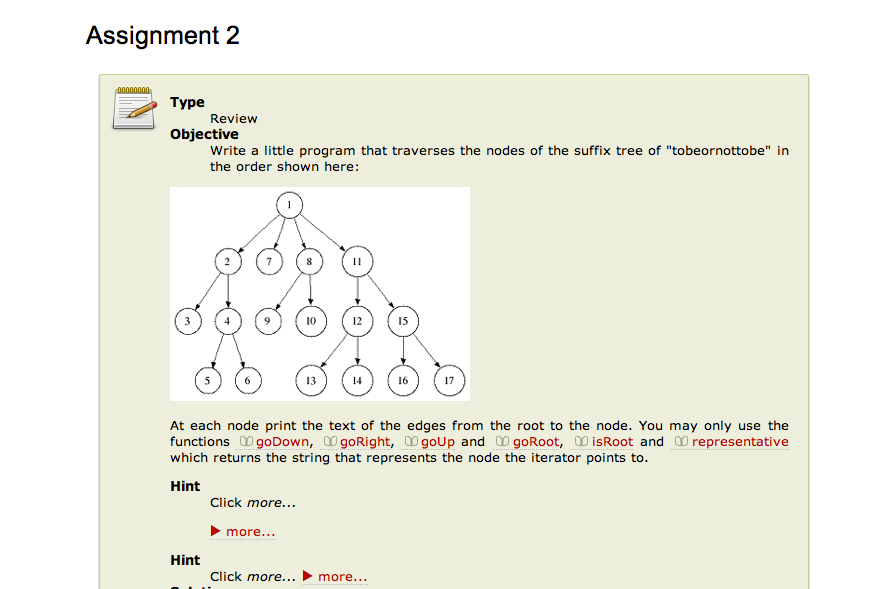 Assignment 2
Type
Review
Objective
Write a little program that traverses the nodes of the suffix tree of "tobeornottobe" in
the order shown here:
1
2 7 8 11
3 4 9 10 12 15
5 6 13 14 16 17
At each node print the text of the edges from the root to the node. You may only use the
functions goDown, goRight, goUp and goRoot, isRoot and representative
which returns the string that represents the node the iterator points to.
Hint
Click more...
more...
Hint
Click more... more...